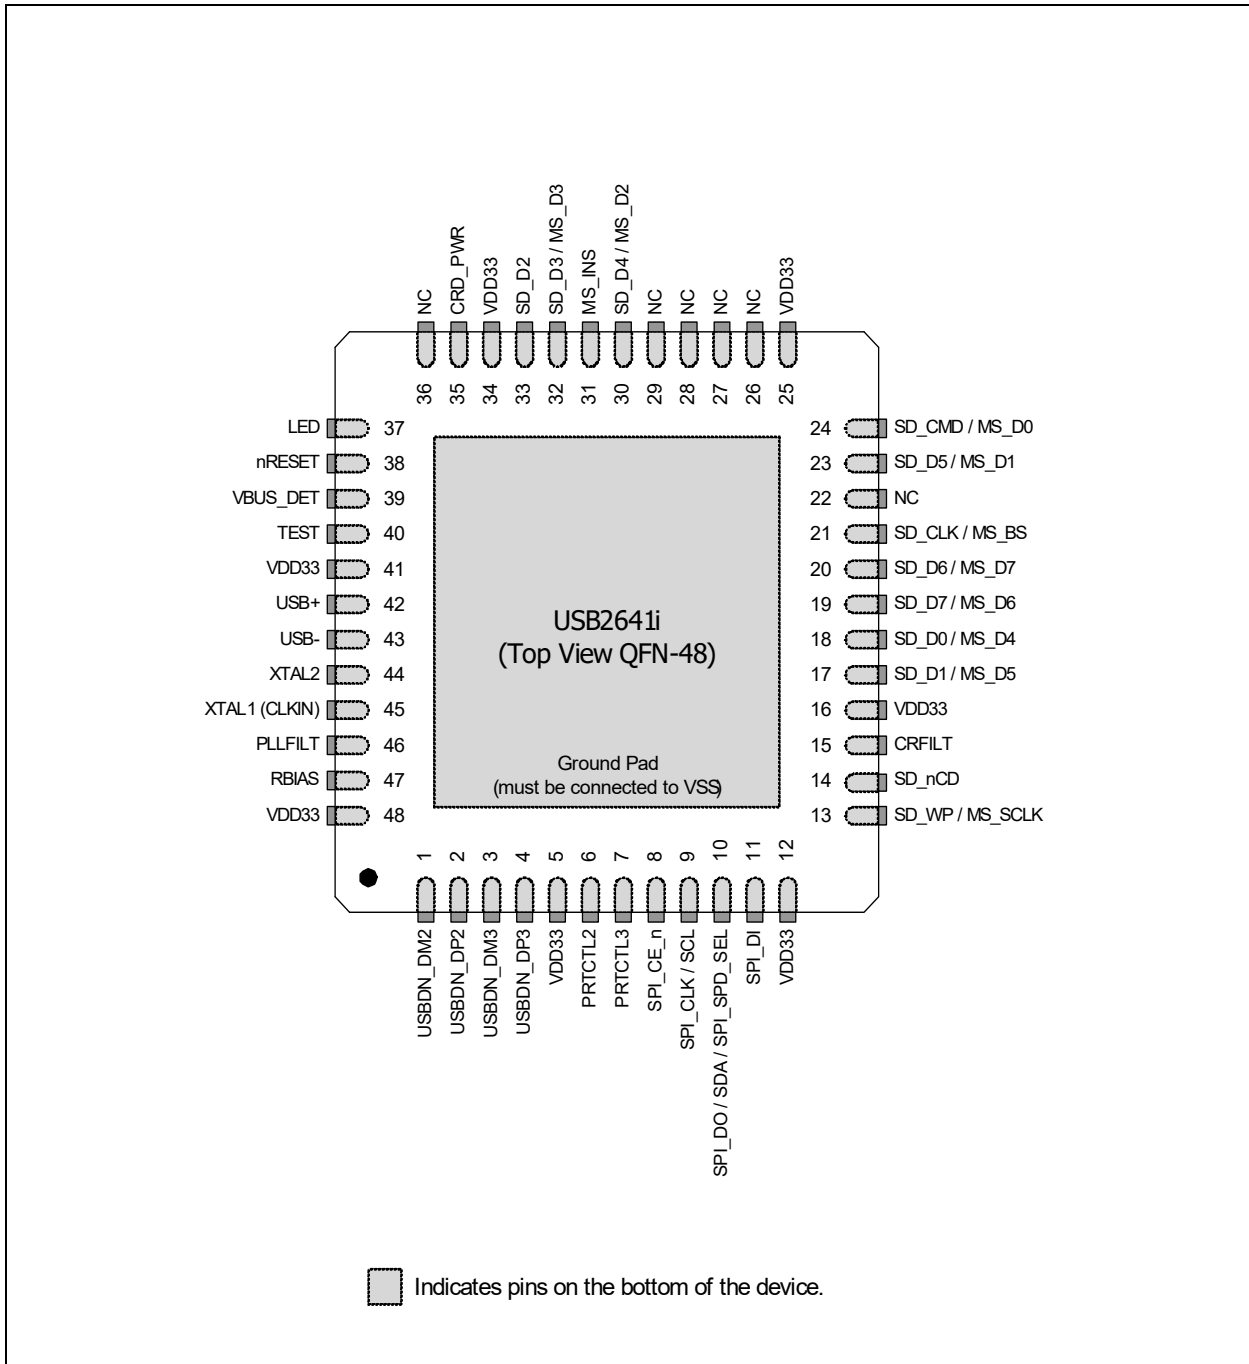 NC
CRD_PWR
VDD33
SD_D2
SD_D3 / MS_D3
MS_INS
SD_D4 / MS_D2
NC
NC
NC
NC
VDD33
36
35
34
33
32
31
30
29
28
27
26
25
LED 37
nRESET 38
VBUS_DET 39
TEST 40
VDD33 41
USB+ 42
USB- 43
XTAL2 44
XTAL1 (CLKIN) 45
PLLFILT 46
RBIAS 47
VDD33 48
USB2641i
(Top View QFN-48)
Ground Pad
(must be connected to VSS)
24 SD_CMD / MS_D0
23 SD_D5 / MS_D1
22 NC
21 SD_CLK / MS_BS
20 SD_D6 / MS_D7
19 SD_D7 / MS_D6
18 SD_D0 / MS_D4
17 SD_D1 / MS_D5
16 VDD33
15 CRFILT
14 SD_nCD
13 SD_WP / MS_SCLK
1
2
3
4
5
6
7
8
9
10
11
12
USBDN_DM2
USBDN_DP2
USBDN_DM3
USBDN_DP3
VDD33
PRTCTL2
PRTCTL3
SPI_CE_n
SPI_CLK / SCL
SPI_DO / SDA / SPI_SPD_SEL
SPI_DI
VDD33
Indicates pins on the bottom of the device.